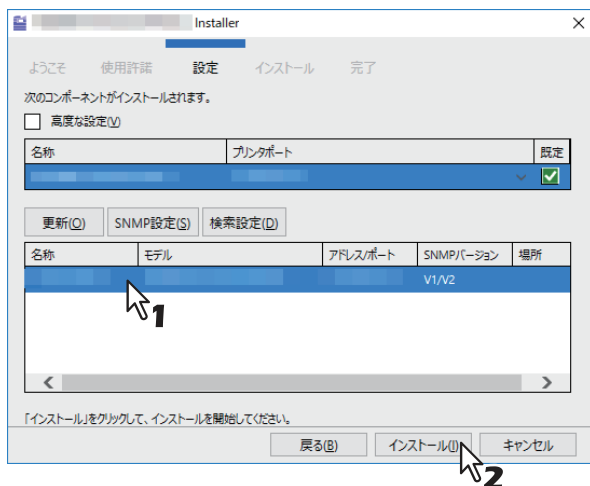 Installer
ようこそ 使用許諾 設定 インストール 完了
次のコンポーネントがインストールされます。
高度な設定(V)
名称 プリンタポート 既定
更新(O) SNMP設定(S) 検索設定(D)
名称 モデル アドレス/ポート SNMPバージョン 場所
V1/V2
1
「インストール」をクリックして、インストールを開始してください。
戻る(B) インストール(I) キャンセル
2